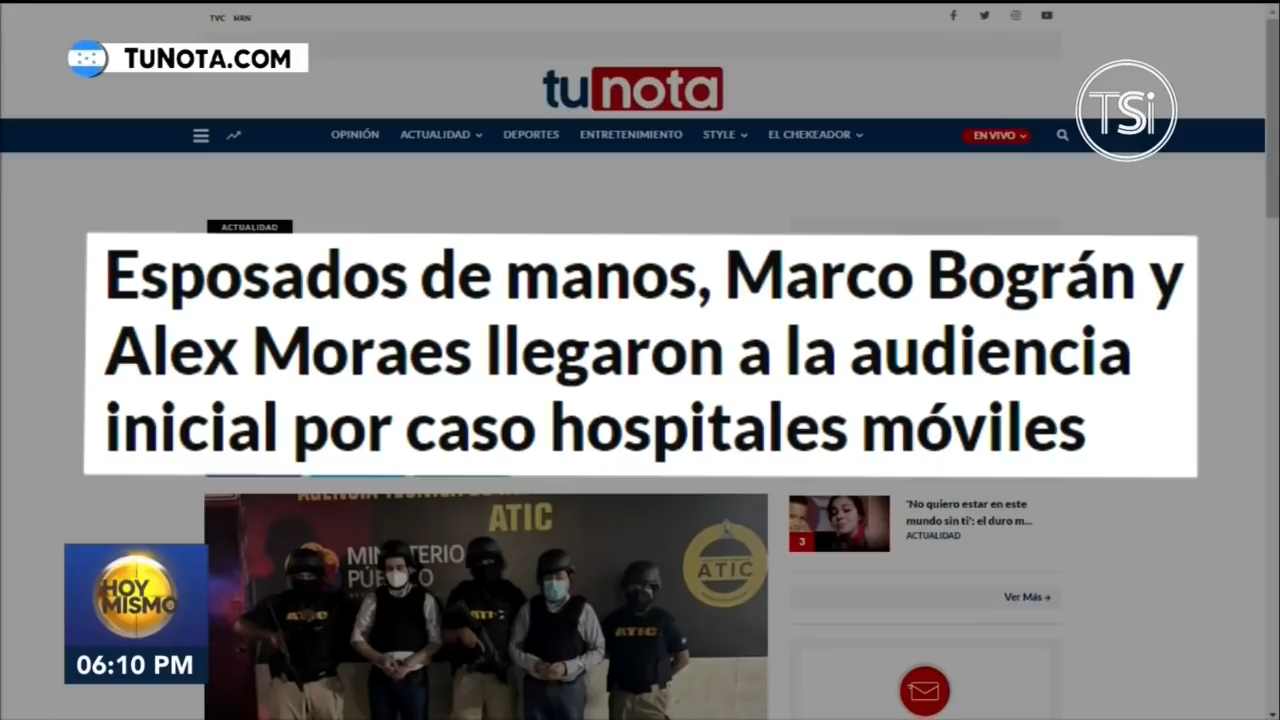 TVC HRN
TUNOTA.COM
tunota
TSi
OPINIÓN ACTUALIDAD DEPORTES ENTRETENIMIENTO STYLE EL CHEKEADOR EN VIVO
ACTUALIDAD
Esposados de manos, Marco Bográn y
Alex Moraes llegaron a la audiencia
inicial por caso hospitales móviles
ATIC
MINISTERIO
PÚBLICO
ATIC
ATIC
ATIC
ATIC
'No quiero estar en este
mundo sin ti': el duro m...
ACTUALIDAD
3
Ver Más
HOY
MISMO
06:10 PM